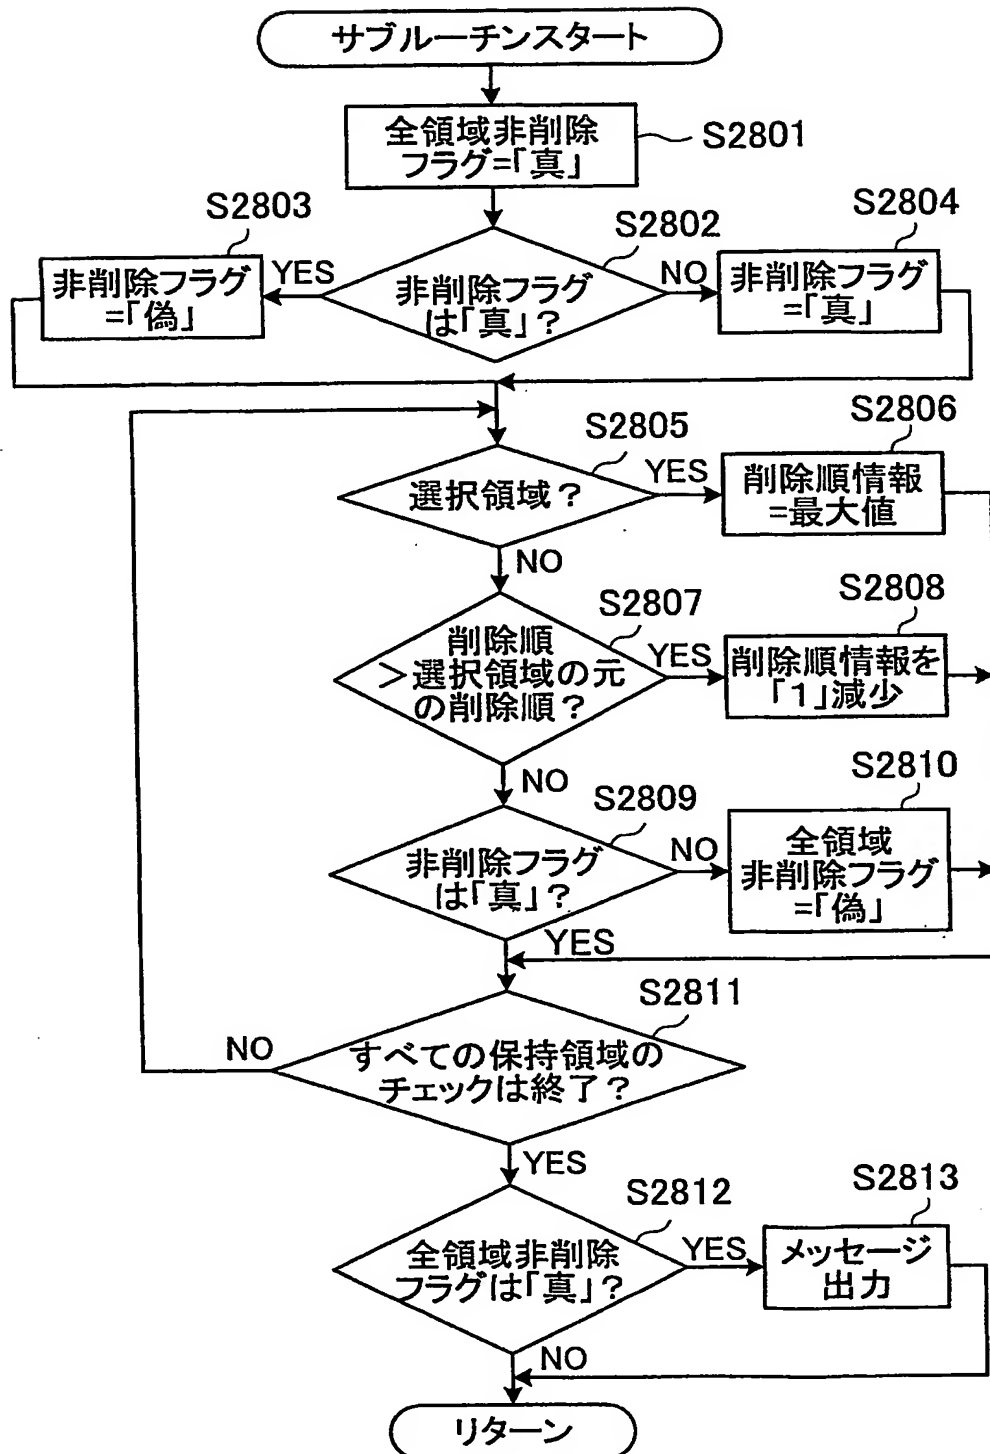 サブルーチンスタート
全領域非削除
フラグ=「真」
S2801
S2803
S2802
S2804
非削除フラグ
=「偽」
YES
非削除フラグ
は「真」?
NO
非削除フラグ
=「真」
S2805
S2806
選択領域?
YES
削除順情報
=最大値
NO
S2807
S2808
削除順
>選択領域の元
の削除順?
YES
削除順情報を
「1」減少
NO
S2809
S2810
非削除フラグ
は「真」?
NO
全領域
非削除フラグ
=「偽」
YES
S2811
NO
すべての保持領域の
チェックは終了?
YES
S2812
S2813
全領域非削除
フラグは「真」?
YES
メッセージ
出力
NO
リターン